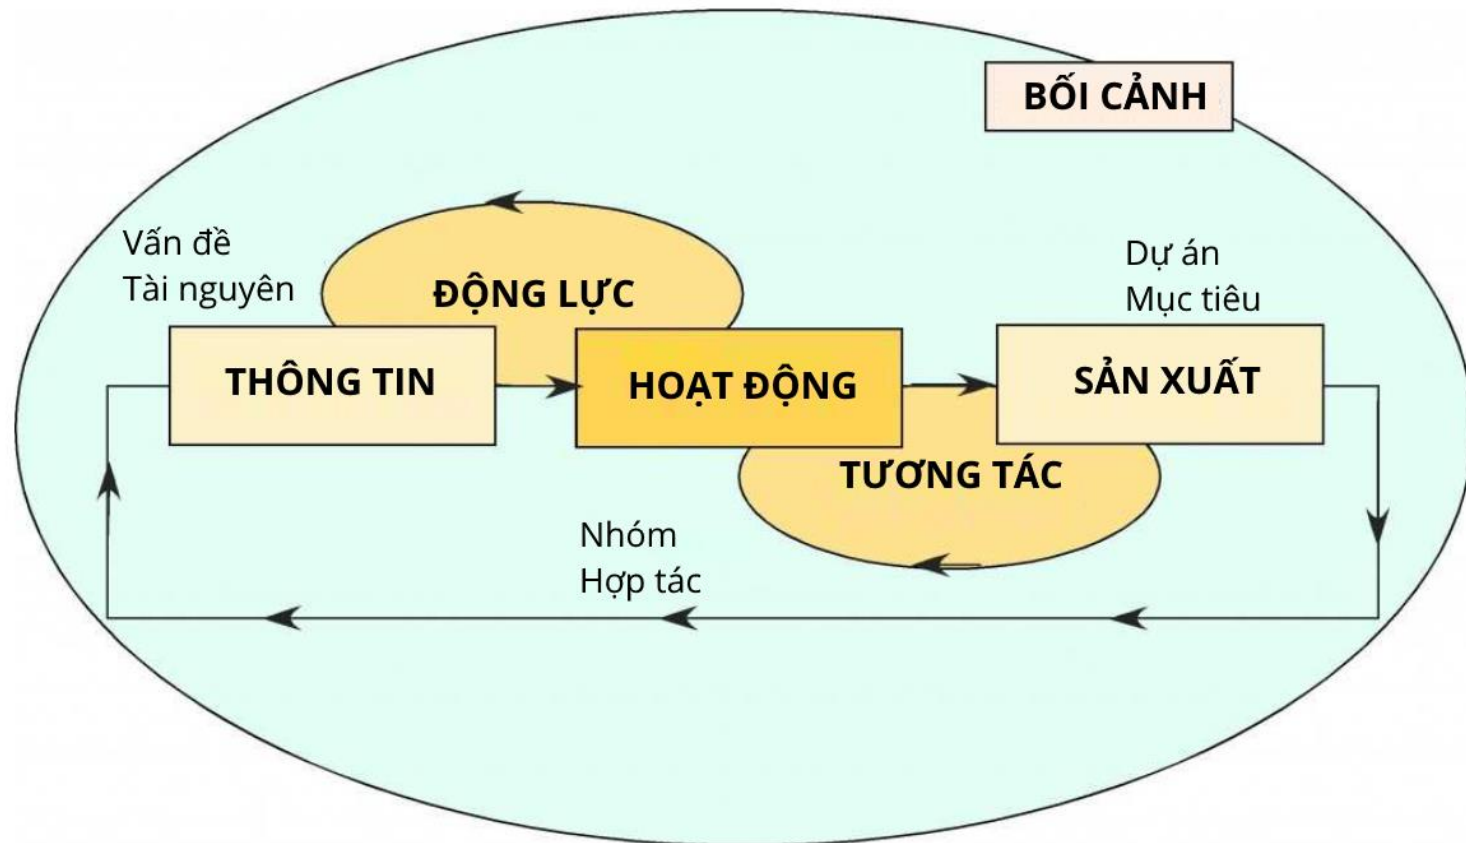 BỐI CẢNH
Vấn đề
Tài nguyên
ĐỘNG LỰC
Dự án
Mục tiêu
THÔNG TIN
HOẠT ĐỘNG
SẢN XUẤT
TƯƠNG TÁC
Nhóm
Hợp tác